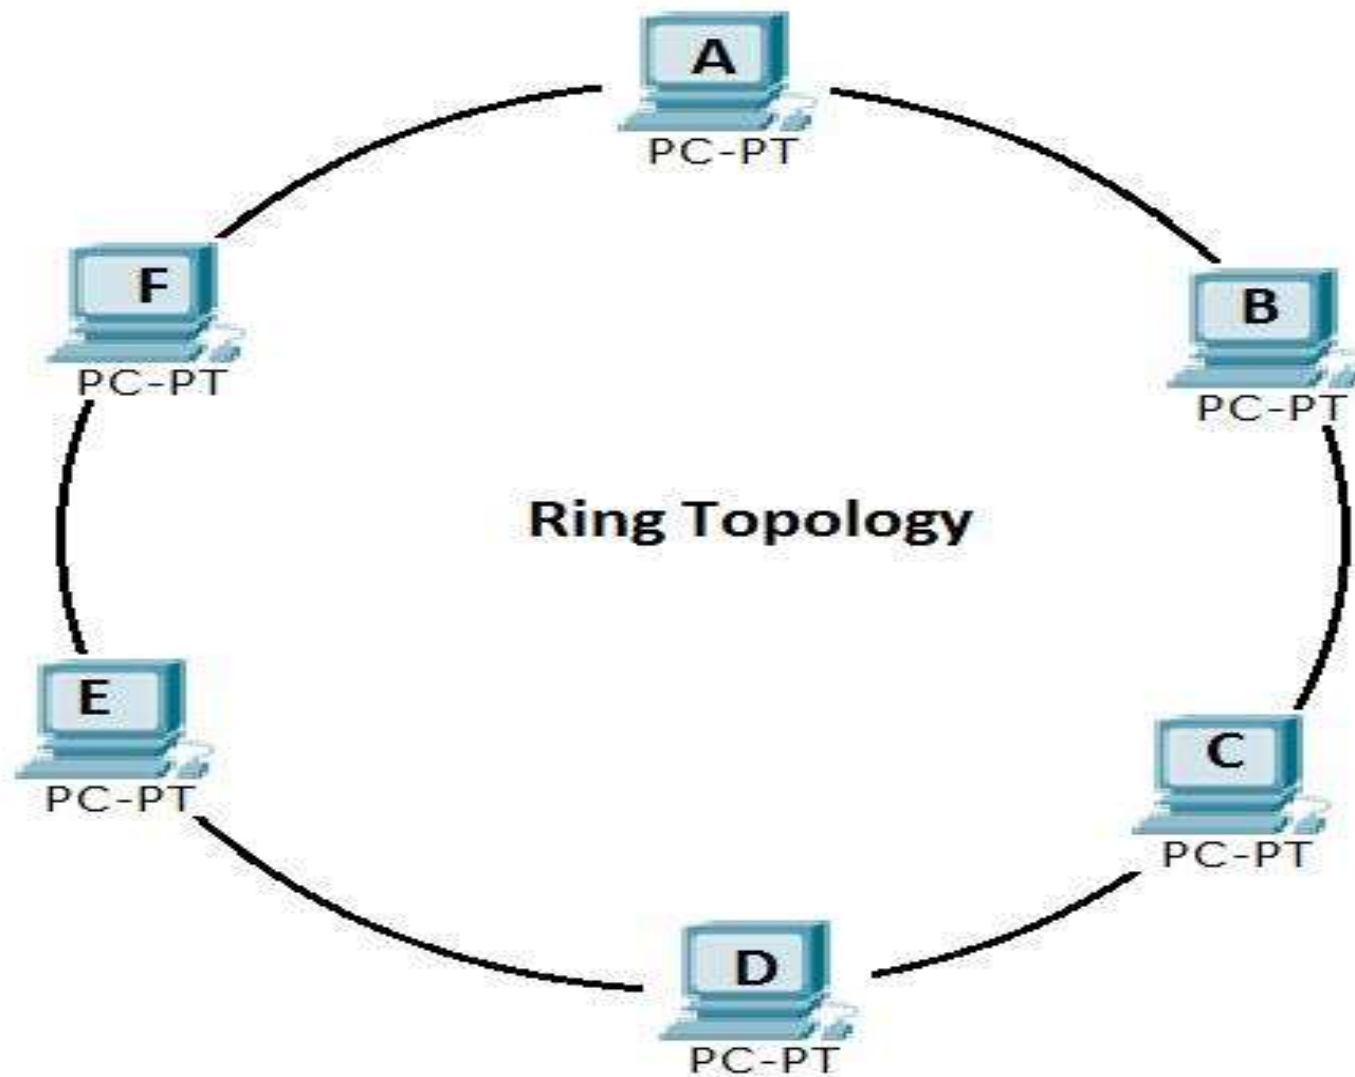 A
PC-PT
F
PC-PT
B
PC-PT
Ring Topology
E
PC-PT
C
PC-PT
D
PC-PT